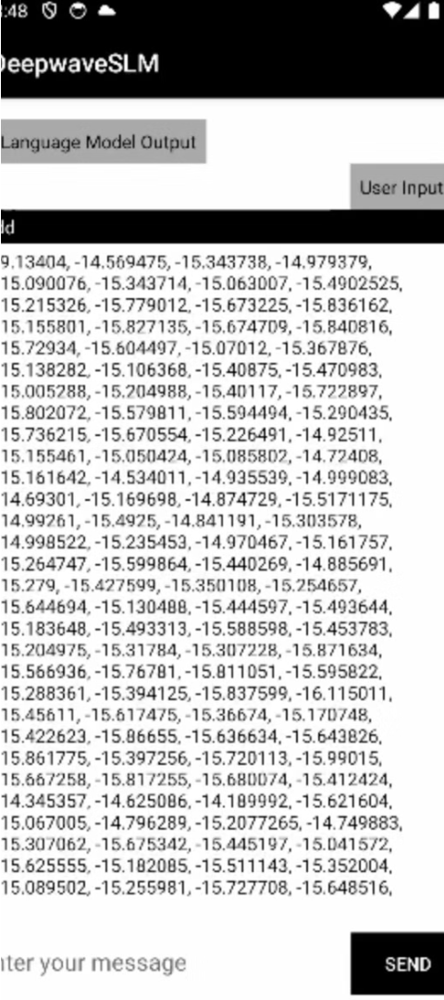 :48
DeepwaveSLM
Language Model Output
User Input
dd
9.13404, -14.569475, -15.343738, -14.979379,
15.090076, -15.343714, -15.063007, -15.4902525,
15.215326, -15.779012, -15.673225, -15.836162,
15.155801, -15.827135, -15.674709, -15.840816,
15.72934, -15.604497, -15.07012, -15.367876,
15.138282, -15.106368, -15.40875, -15.470983,
15.005288, -15.204988, -15.40117, -15.722897,
15.802072, -15.579811, -15.594494, -15.290435,
15.736215, -15.670554, -15.226491, -14.92511,
15.155461, -15.050424, -15.085802, -14.72408,
15.161642, -14.534011, -14.935539, -14.999083,
14.69301, -15.169698, -14.874729, -15.5171175,
14.99261, -15.4925, -14.841191, -15.303578,
14.998522, -15.235453, -14.970467, -15.161757,
15.264747, -15.599864, -15.440269, -14.885691,
15.279, -15.427599, -15.350108, -15.254657,
15.644694, -15.130488, -15.444597, -15.493644,
15.183648, -15.493313, -15.588598, -15.453783,
15.204975, -15.31784, -15.307228, -15.871634,
15.566936, -15.76781, -15.811051, -15.595822,
15.288361, -15.394125, -15.837599, -16.115011,
15.45611, -15.617475, -15.36674, -15.170748,
15.422623, -15.86655, -15.636634, -15.643826,
15.861775, -15.397256, -15.720113, -15.99015,
15.667258, -15.817255, -15.680074, -15.412424,
14.345357, -14.625086, -14.189992, -15.621604,
15.067005, -14.796289, -15.2077265, -14.749883,
15.307062, -15.675342, -15.445197, -15.041572,
15.625555, -15.182085, -15.511143, -15.352004,
15.089502, -15.255981, -15.727708, -15.648516,
nter your message
SEND